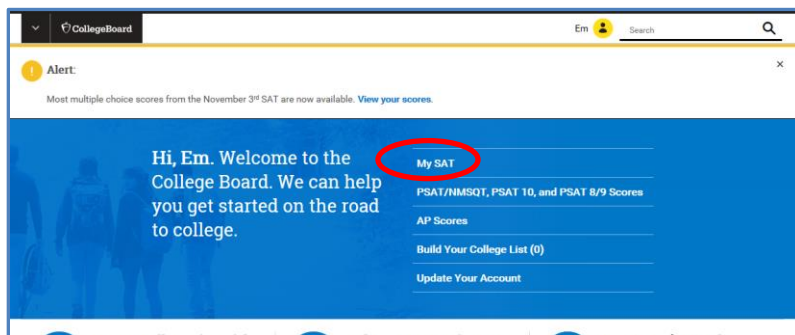 CollegeBoard
Em
Search
Alert:
Most multiple choice scores from the November 3rd SAT are now available. View your scores.
Hi, Em. Welcome to the
College Board. We can help
you get started on the road
to college.
My SAT
PSAT/NMSQT, PSAT 10, and PSAT 8/9 Scores
AP Scores
Build Your College List (0)
Update Your Account